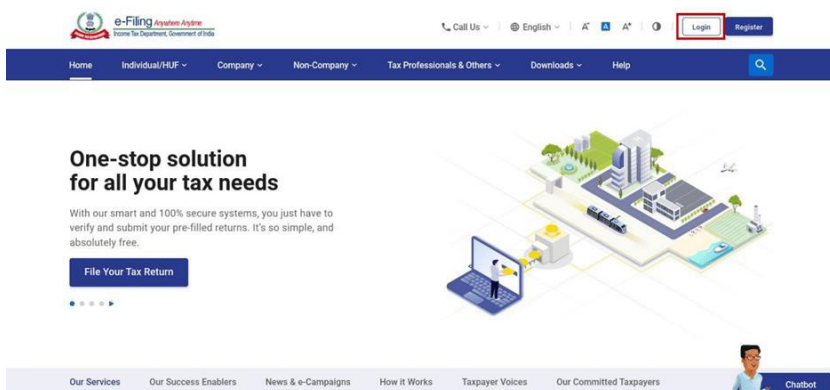 e-Filing Anywhere Anytime
Income Tax Department, Government of India
Call Us
English
A-
A
A+
Login
Register
Home
Individual/HUF
Company
Non-Company
Tax Professionals & Others
Downloads
Help
One-stop solution
for all your tax needs
With our smart and 100% secure systems, you just have to
verify and submit your pre-filled returns. It's so simple, and
absolutely free.
File Your Tax Return
Our Services
Our Success Enablers
News & e-Campaigns
How it Works
Taxpayer Voices
Our Committed Taxpayers
Chatbot